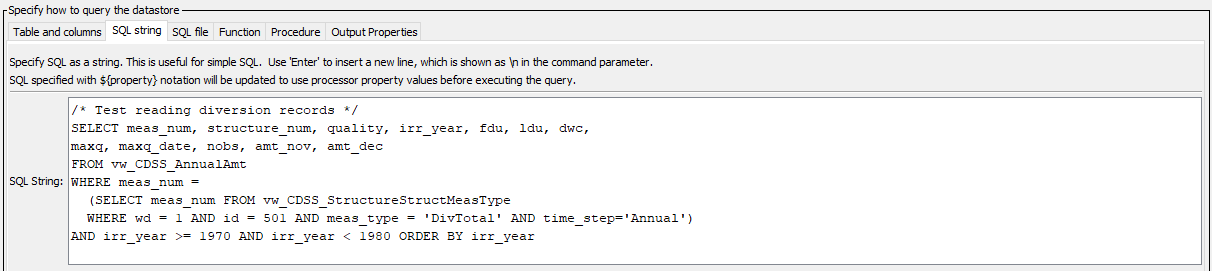 Specify how to query the datastore
Table and columns SQL string SQL file Function Procedure Output Properties
Specify SQL as a string. This is useful for simple SQL. Use 'Enter' to insert a new line, which is shown as \n in the command parameter.
SQL specified with ${property} notation will be updated to use processor property values before executing the query.
SQL String:
/* Test reading diversion records */
SELECT meas_num, structure_num, quality, irr_year, fdu, ldu, dwc,
maxq, maxq_date, nobs, amt_nov, amt_dec
FROM vw_CDSS_AnnualAmt
WHERE meas_num =
(SELECT meas_num FROM vw_CDSS_StructureStructMeasType
WHERE wd = 1 AND id = 501 AND meas_type = 'DivTotal' AND time_step='Annual')
AND irr_year >= 1970 AND irr_year < 1980 ORDER BY irr_year